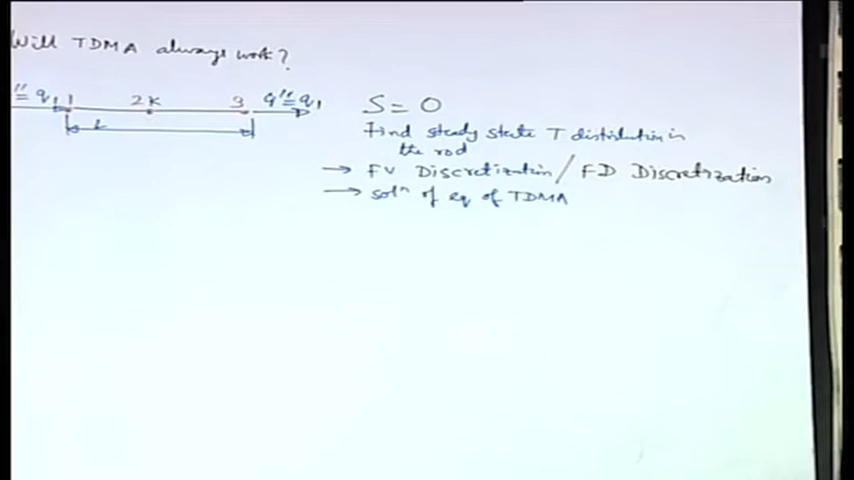 Will TDMA always work?
q''=q1 1 2 K 3 q''=q1
L
S = 0
Find steady state T distribution in
the rod
→ FV Discretization / FD Discretization
→ soln of eq of TDMA